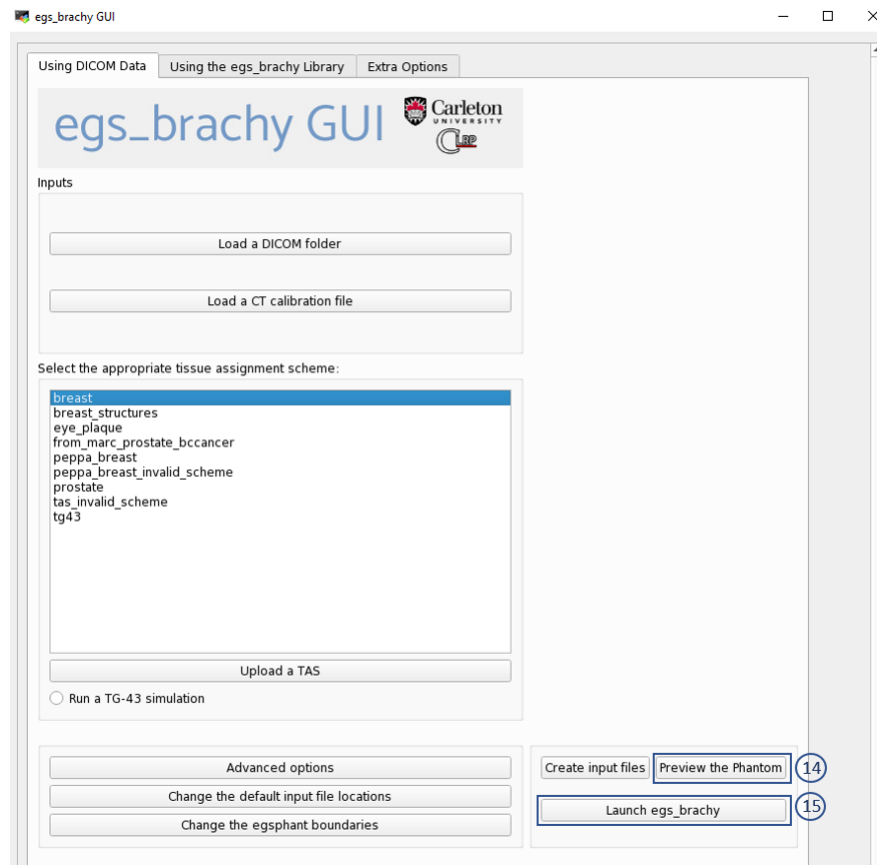 egs_brachy GUI
Using DICOM Data
Using the egs_brachy Library
Extra Options
egs_brachy GUI
Carleton
UNIVERSITY
CLRP
Inputs
Load a DICOM folder
Load a CT calibration file
Select the appropriate tissue assignment scheme:
breast
breast_structures
eye_plaque
from_marc_prostate_bccancer
peppa_breast
peppa_breast_invalid_scheme
prostate
tas_invalid_scheme
tg43
Upload a TAS
Run a TG-43 simulation
Advanced options
Change the default input file locations
Change the egsphant boundaries
Create input files
Preview the Phantom
14
Launch egs_brachy
15